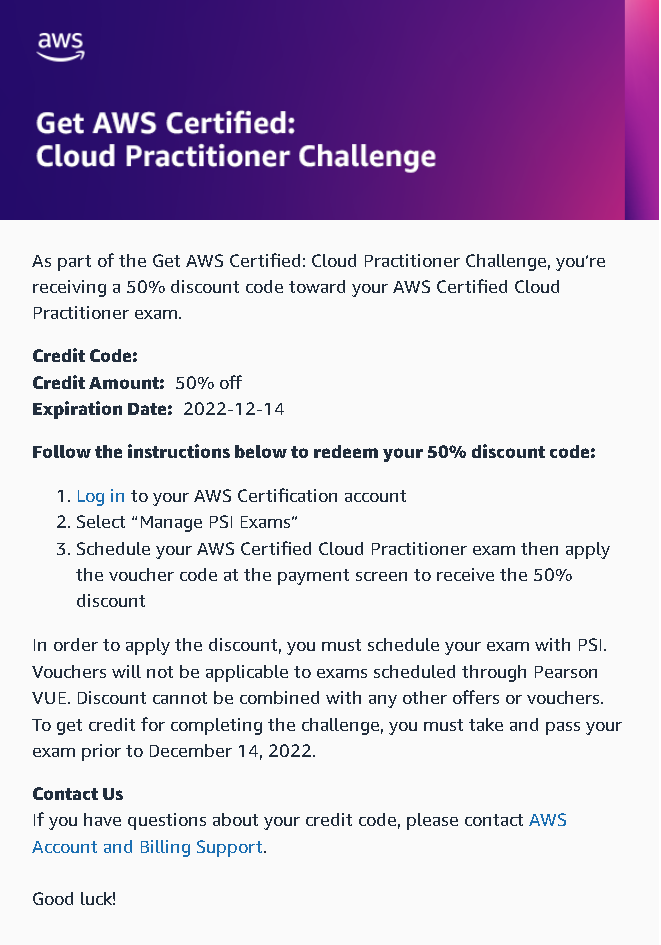 aws
Get AWS Certified:
Cloud Practitioner Challenge
As part of the Get AWS Certified: Cloud Practitioner Challenge, you're
receiving a 50% discount code toward your AWS Certified Cloud
Practitioner exam.
Credit Code:
Credit Amount: 50% off
Expiration Date: 2022-12-14
Follow the instructions below to redeem your 50% discount code:
1. Log in to your AWS Certification account
2. Select “Manage PSI Exams”
3. Schedule your AWS Certified Cloud Practitioner exam then apply
the voucher code at the payment screen to receive the 50%
discount
In order to apply the discount, you must schedule your exam with PSI.
Vouchers will not be applicable to exams scheduled through Pearson
VUE. Discount cannot be combined with any other offers or vouchers.
To get credit for completing the challenge, you must take and pass your
exam prior to December 14, 2022.
Contact Us
If you have questions about your credit code, please contact AWS
Account and Billing Support.
Good luck!